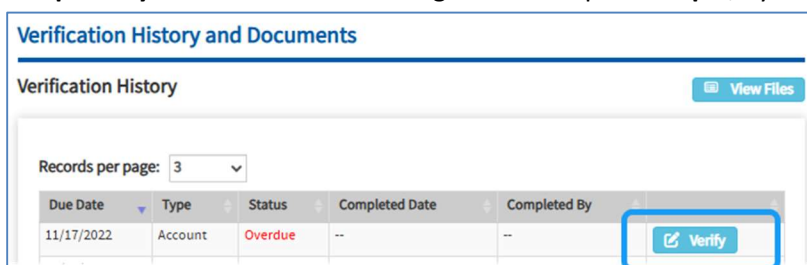 Verification History and Documents
Verification History
View Files
Records per page: 3
Due Date Type Status Completed Date Completed By
11/17/2022 Account Overdue -- -- Verify